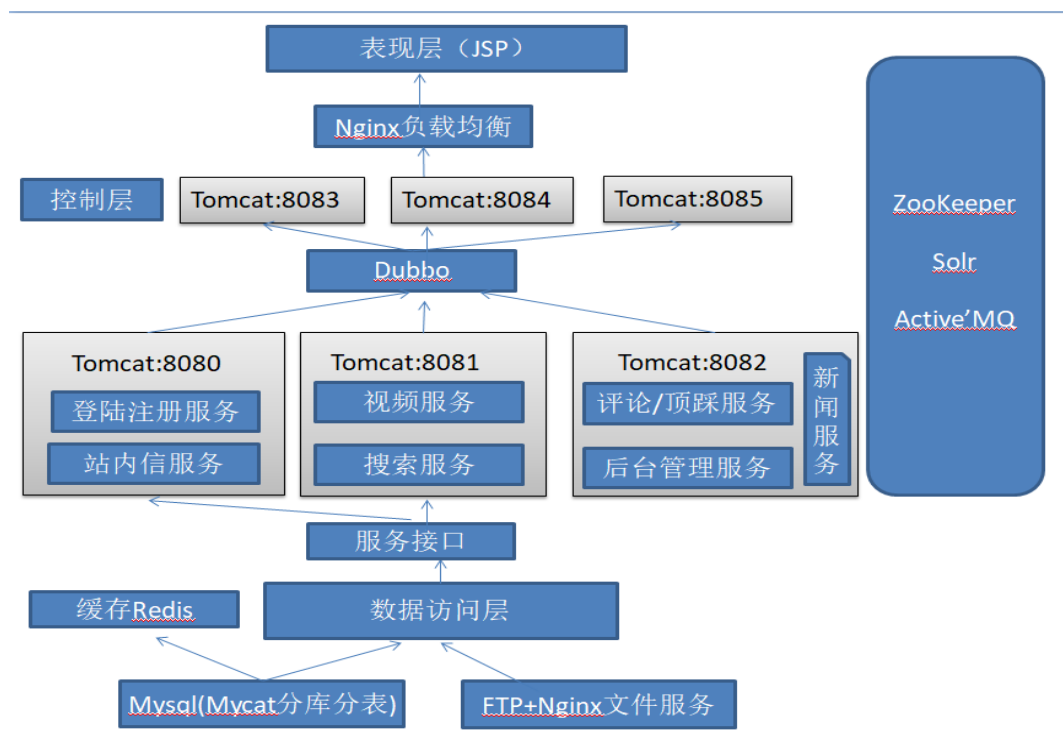 表现层（JSP）
Nginx负载均衡
控制层
Tomcat:8083
Tomcat:8084
Tomcat:8085
Dubbo
Tomcat:8080
登陆注册服务
站内信服务
Tomcat:8081
视频服务
搜索服务
Tomcat:8082
评论/顶踩服务
后台管理服务
新闻服务
服务接口
缓存Redis
数据访问层
Mysql(Mycat分库分表)
FTP+Nginx文件服务
ZooKeeper
Solr
Active’MQ